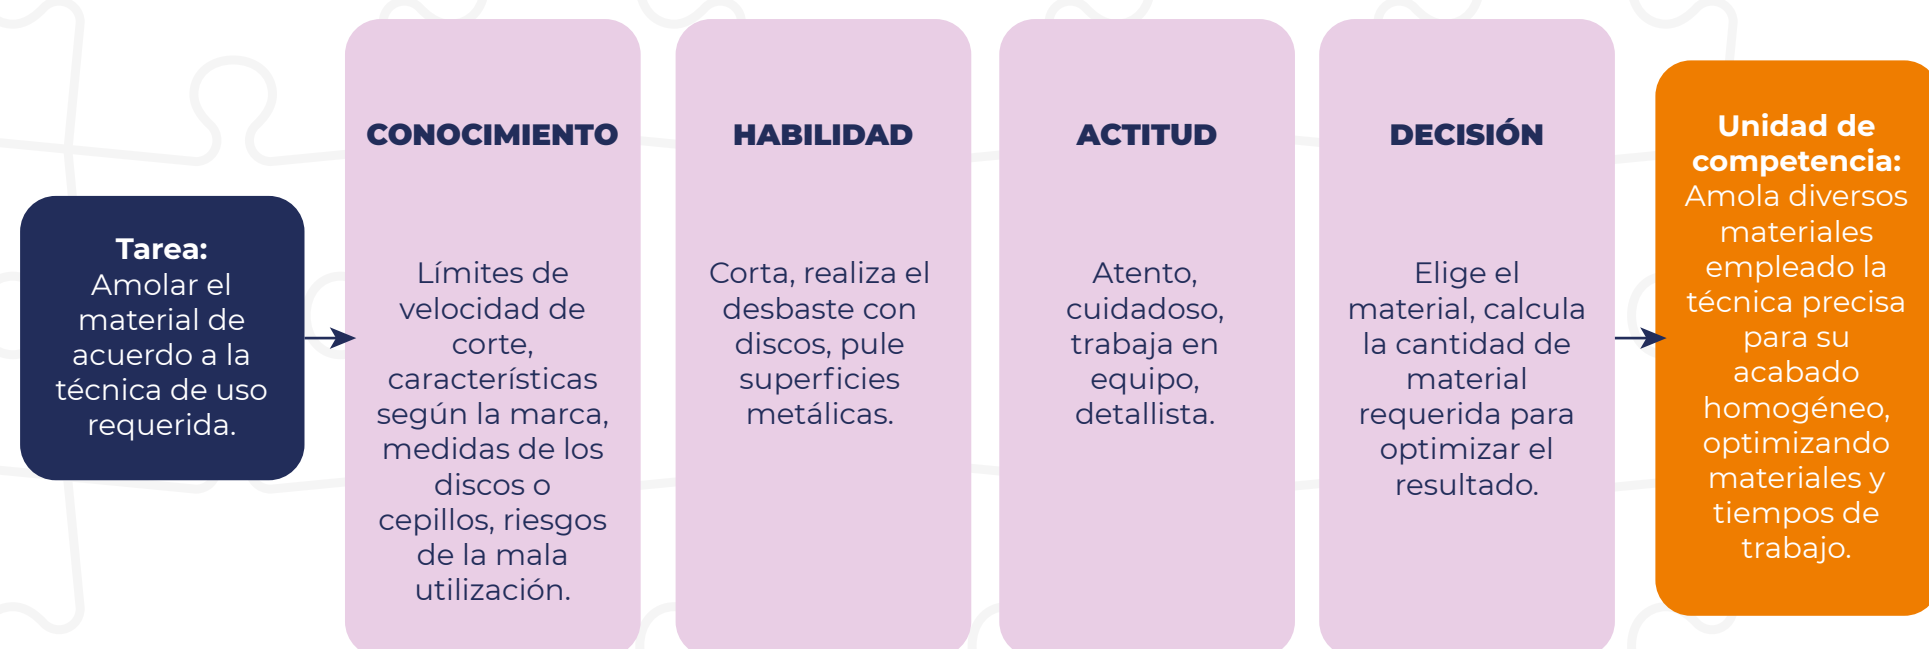 Tarea:
Amolar el
material de
acuerdo a la
técnica de uso
requerida.
CONOCIMIENTO
Límites de
velocidad de
corte,
características
según la marca,
medidas de los
discos o
cepillos, riesgos
de la mala
utilización.
HABILIDAD
Corta, realiza el
desbaste con
discos, pule
superficies
metálicas.
ACTITUD
Atento,
cuidadoso,
trabaja en
equipo,
detallista.
DECISIÓN
Elige el
material, calcula
la cantidad de
material
requerida para
optimizar el
resultado.
Unidad de
competencia:
Amola diversos
materiales
empleado la
técnica precisa
para su
acabado
homogéneo,
optimizando
materiales y
tiempos de
trabajo.